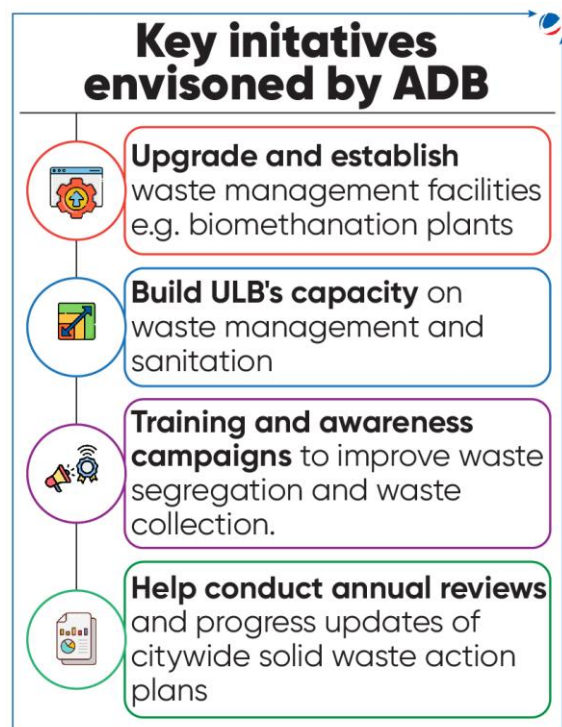 Key initatives
envisoned by ADB
Upgrade and establish
waste management facilities
e.g. biomethanation plants
Build ULB's capacity on
waste management and
sanitation
Training and awareness
campaigns to improve waste
segregation and waste
collection.
Help conduct annual reviews
and progress updates of
citywide solid waste action
plans